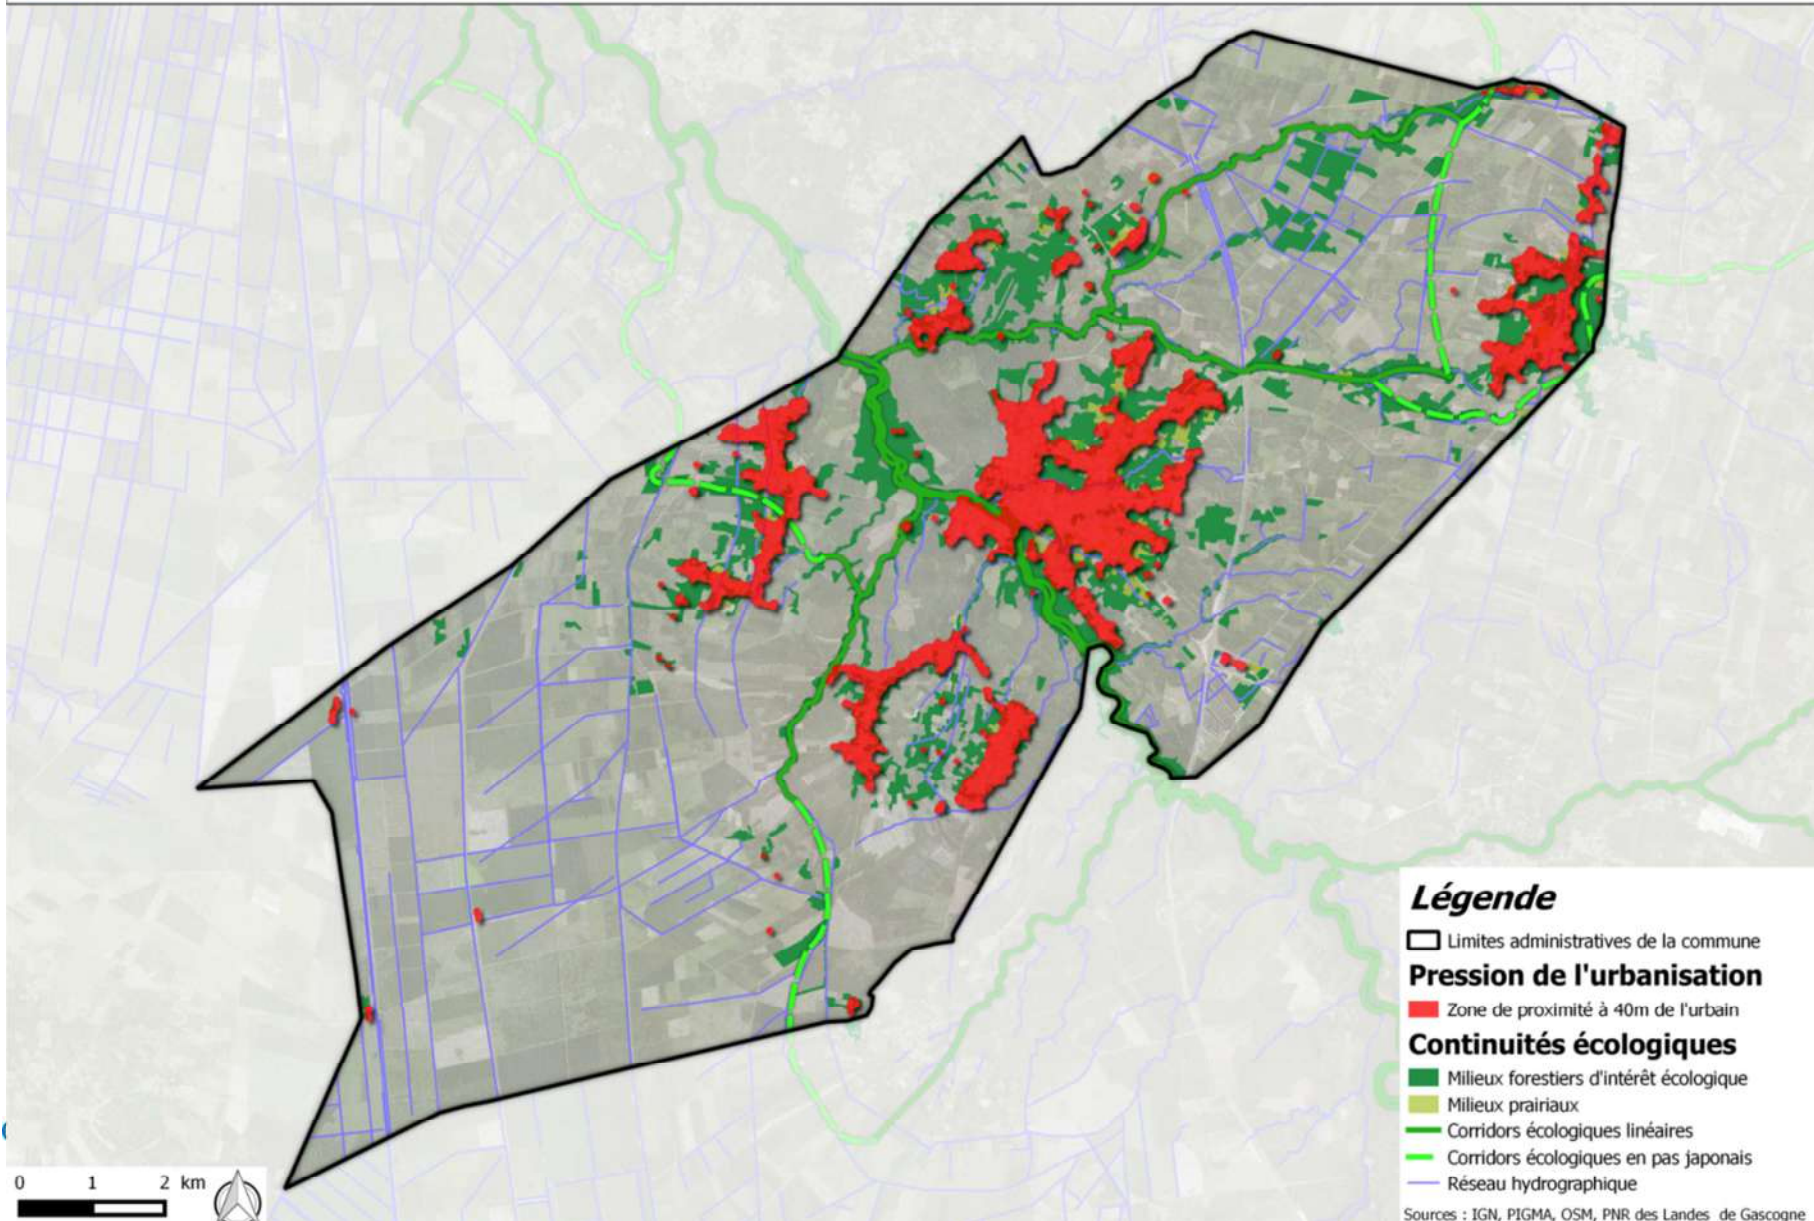 Légende
Limites administratives de la commune
Pression de l'urbanisation
Zone de proximité à 40m de l'urbain
Continuités écologiques
Milieux forestiers d'intérêt écologique
Milieux prairiaux
Corridors écologiques linéaires
Corridors écologiques en pas japonais
Réseau hydrographique
Sources : IGN, PIGMA, OSM, PNR des Landes de Gascogne
0 1 2 km